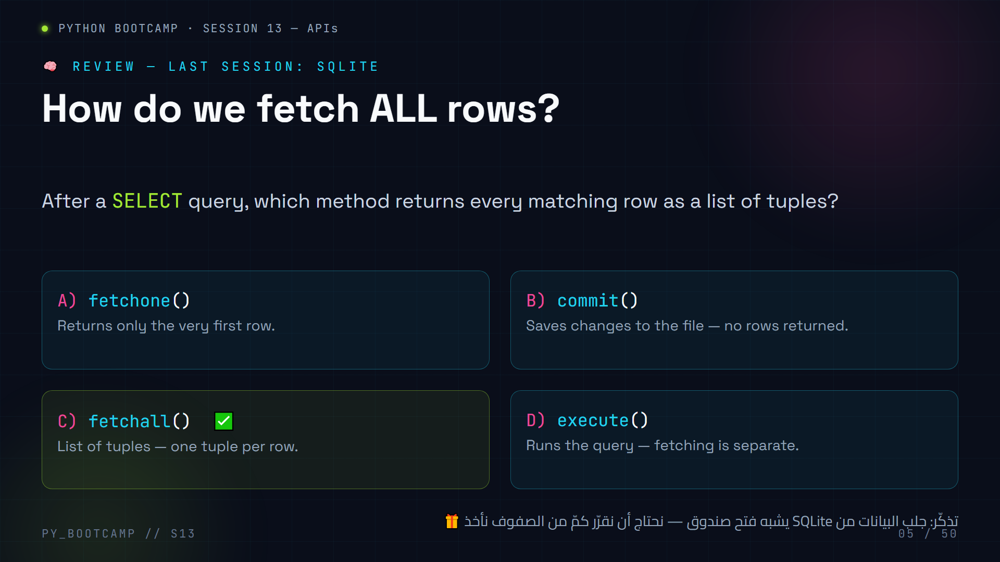 PYTHON BOOTCAMP · SESSION 13 — APIs
🧠 REVIEW — LAST SESSION: SQLITE
How do we fetch ALL rows?
After a SELECT query, which method returns every matching row as a list of tuples?
A) fetchone()
Returns only the very first row.
B) commit()
Saves changes to the file — no rows returned.
C) fetchall() ✅
List of tuples — one tuple per row.
D) execute()
Runs the query — fetching is separate.
تذكّر: جلب البيانات من SQLite يشبه فتح صندوق — نحتاج أن نقرّر كمّ من الصفوف نأخذ 🎁
PY_BOOTCAMP // S13
05 / 50